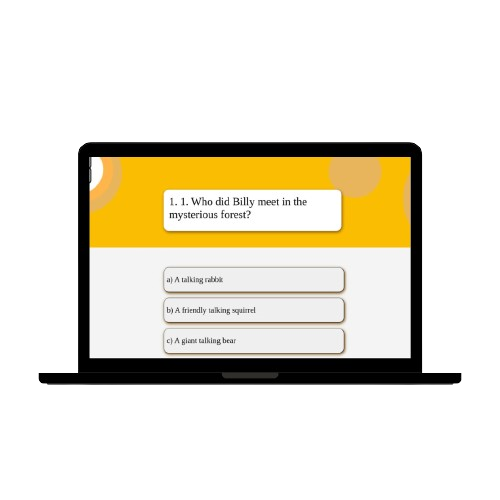 1. 1. Who did Billy meet in the
mysterious forest?
a) A talking rabbit
b) A friendly talking squirrel
c) A giant talking bear